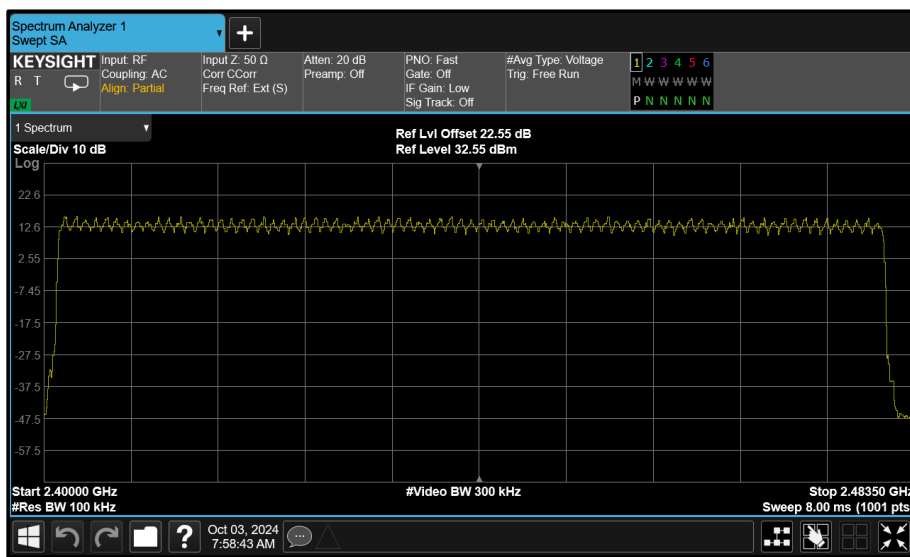 Spectrum Analyzer 1
Swept SA
KEYSIGHT
R T
LXI
Input: RF
Coupling: AC
Align: Partial
Input Z: 50 Ω
Corr CCorr
Freq Ref: Ext (S)
Atten: 20 dB
Preamp: Off
PNO: Fast
Gate: Off
IF Gain: Low
Sig Track: Off
#Avg Type: Voltage
Trig: Free Run
1 2 3 4 5 6
M W W W W W
P N N N N N
1 Spectrum
Scale/Div 10 dB
Ref Lvl Offset 22.55 dB
Ref Level 32.55 dBm
Log
22.6
12.6
2.55
-7.45
-17.5
-27.5
-37.5
-47.5
-57.5
Start 2.40000 GHz
#Res BW 100 kHz
#Video BW 300 kHz
Stop 2.48350 GHz
Sweep 8.00 ms (1001 pts
?
Oct 03, 2024
7:58:43 AM